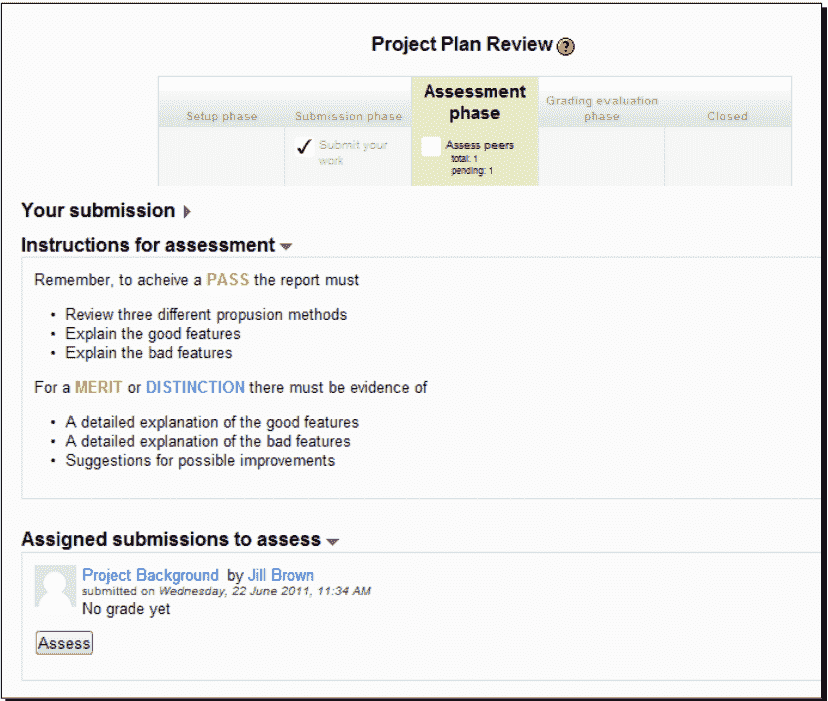 Project Plan Review ?
Assessment phase
Setup phase
Submission phase
Grading evaluation phase
Closed
Submit your work
Assess peers
total: 1
pending: 1
Your submission
Instructions for assessment
Remember, to acheive a PASS the report must
• Review three different propusion methods
• Explain the good features
• Explain the bad features
For a MERIT or DISTINCTION there must be evidence of
• A detailed explanation of the good features
• A detailed explanation of the bad features
• Suggestions for possible improvements
Assigned submissions to assess
Project Background by Jill Brown
submitted on Wednesday, 22 June 2011, 11:34 AM
No grade yet
Assess